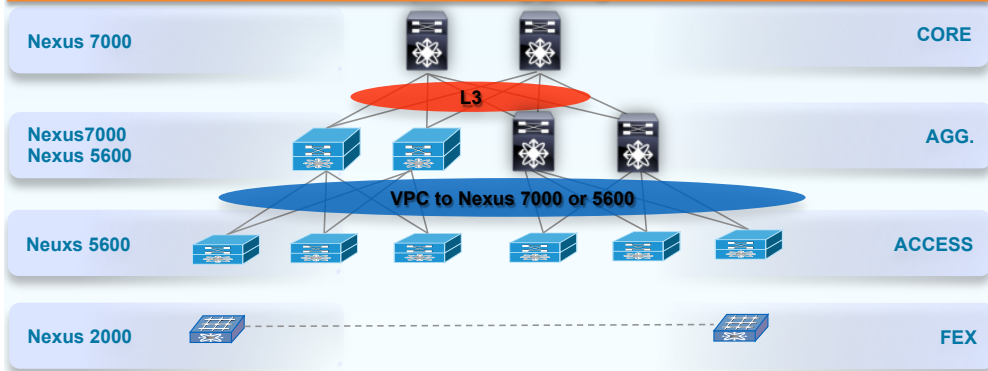 Nexus 7000
CORE
L3
Nexus7000
Nexus 5600
AGG.
VPC to Nexus 7000 or 5600
Neuxs 5600
ACCESS
Nexus 2000
FEX